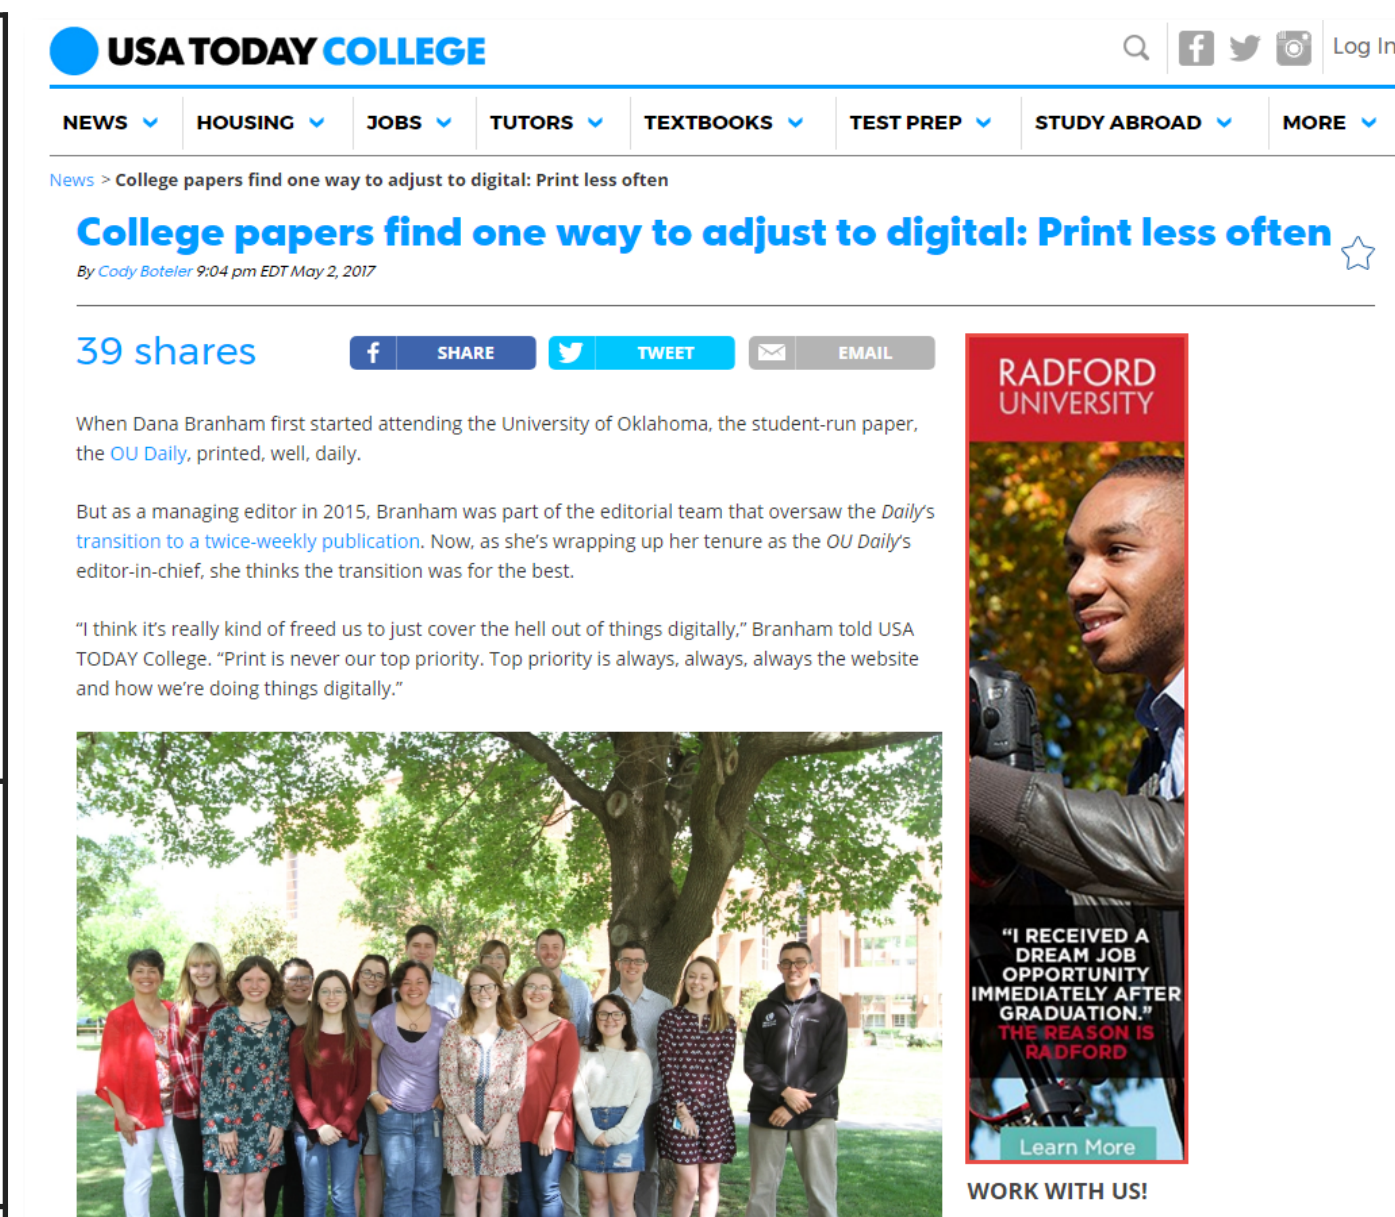 USA TODAY COLLEGE
Log In
NEWS HOUSING JOBS TUTORS TEXTBOOKS TEST PREP STUDY ABROAD MORE
News > College papers find one way to adjust to digital: Print less often
College papers find one way to adjust to digital: Print less often
By Cody Boteler 9:04 pm EDT May 2, 2017
39 shares
f SHARE
TWEET
EMAIL
When Dana Branham first started attending the University of Oklahoma, the student-run paper,
the OU Daily, printed, well, daily.
But as a managing editor in 2015, Branham was part of the editorial team that oversaw the Daily's
transition to a twice-weekly publication. Now, as she's wrapping up her tenure as the OU Daily's
editor-in-chief, she thinks the transition was for the best.
“I think it's really kind of freed us to just cover the hell out of things digitally,” Branham told USA
TODAY College. “Print is never our top priority. Top priority is always, always, always the website
and how we're doing things digitally.”
RADFORD
UNIVERSITY
“I RECEIVED A
DREAM JOB
OPPORTUNITY
IMMEDIATELY AFTER
GRADUATION.”
THE REASON IS
RADFORD
Learn More
WORK WITH US!